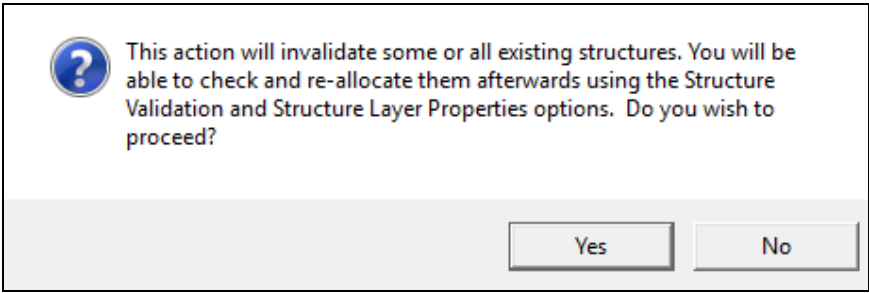 This action will invalidate some or all existing structures. You will be
able to check and re-allocate them afterwards using the Structure
Validation and Structure Layer Properties options.  Do you wish to
proceed?
Yes
No